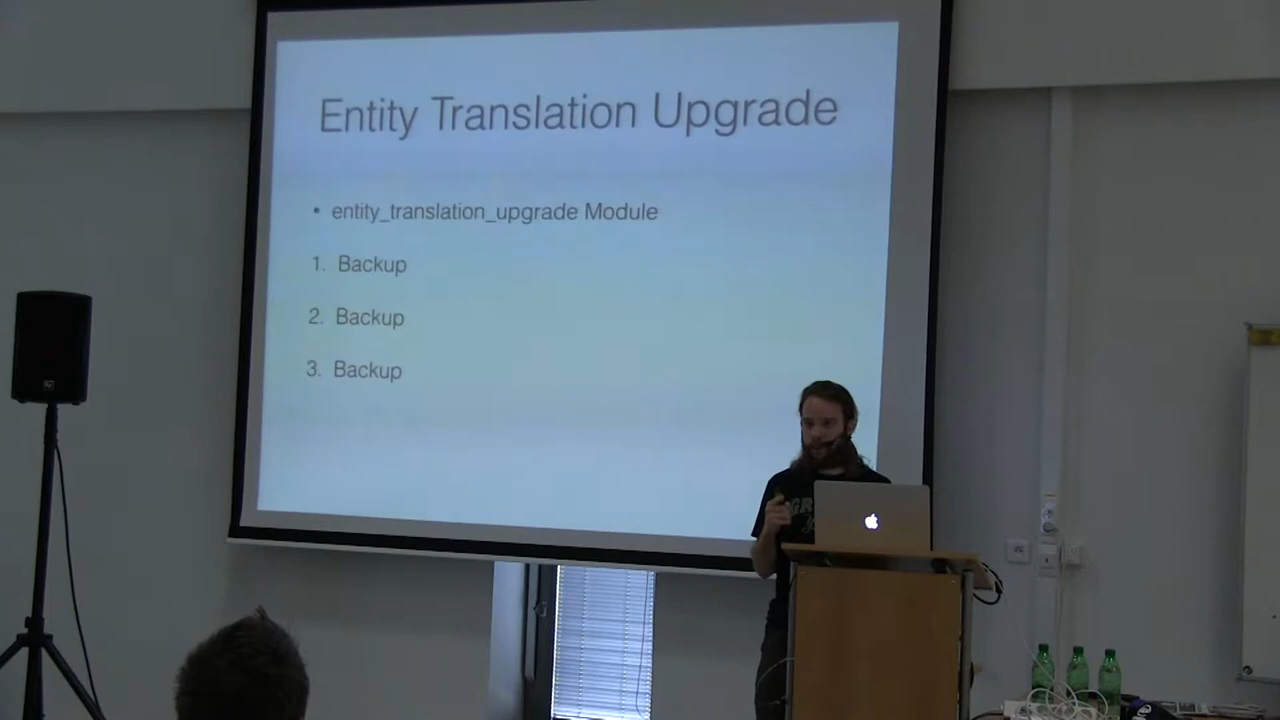 Entity Translation Upgrade
• entity_translation_upgrade Module
1. Backup
2. Backup
3. Backup